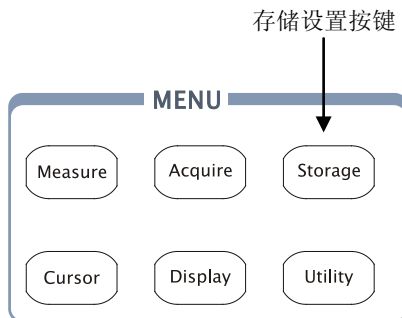 存储设置按键
MENU
Measure Acquire Storage
Cursor Display Utility